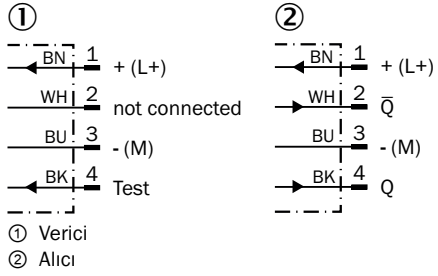 ① ②
BN 1 + (L+) BN 1 + (L+)
WH 2 not connected WH 2 Q̅
BU 3 - (M) BU 3 - (M)
BK 4 Test BK 4 Q
① Verici
② Alıcı